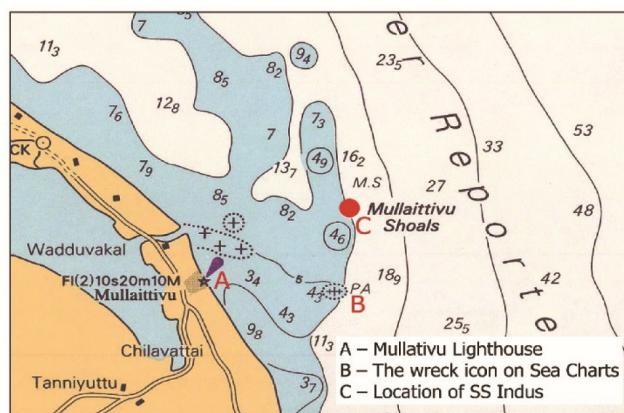 7
9₄
11₃
8₅
8₂
er Reporte
23₅
12₈
7₆
7
7₃
53
CK
4₉
16₂
33
13₇
M.S
7₉
27
8₅
8₂
Mullaittivu
Shoals
48
C
4₆
Wadduvakal
Fl(2)10s20m10M
Mullaittivu
A
3₄
5
18₉
42
4₃
PA
B
4₃
9₈
25₅
11₃
Chilavattai
Tanniyuttu
3₇
A – Mullativu Lighthouse
B – The wreck icon on Sea Charts
C – Location of SS Indus